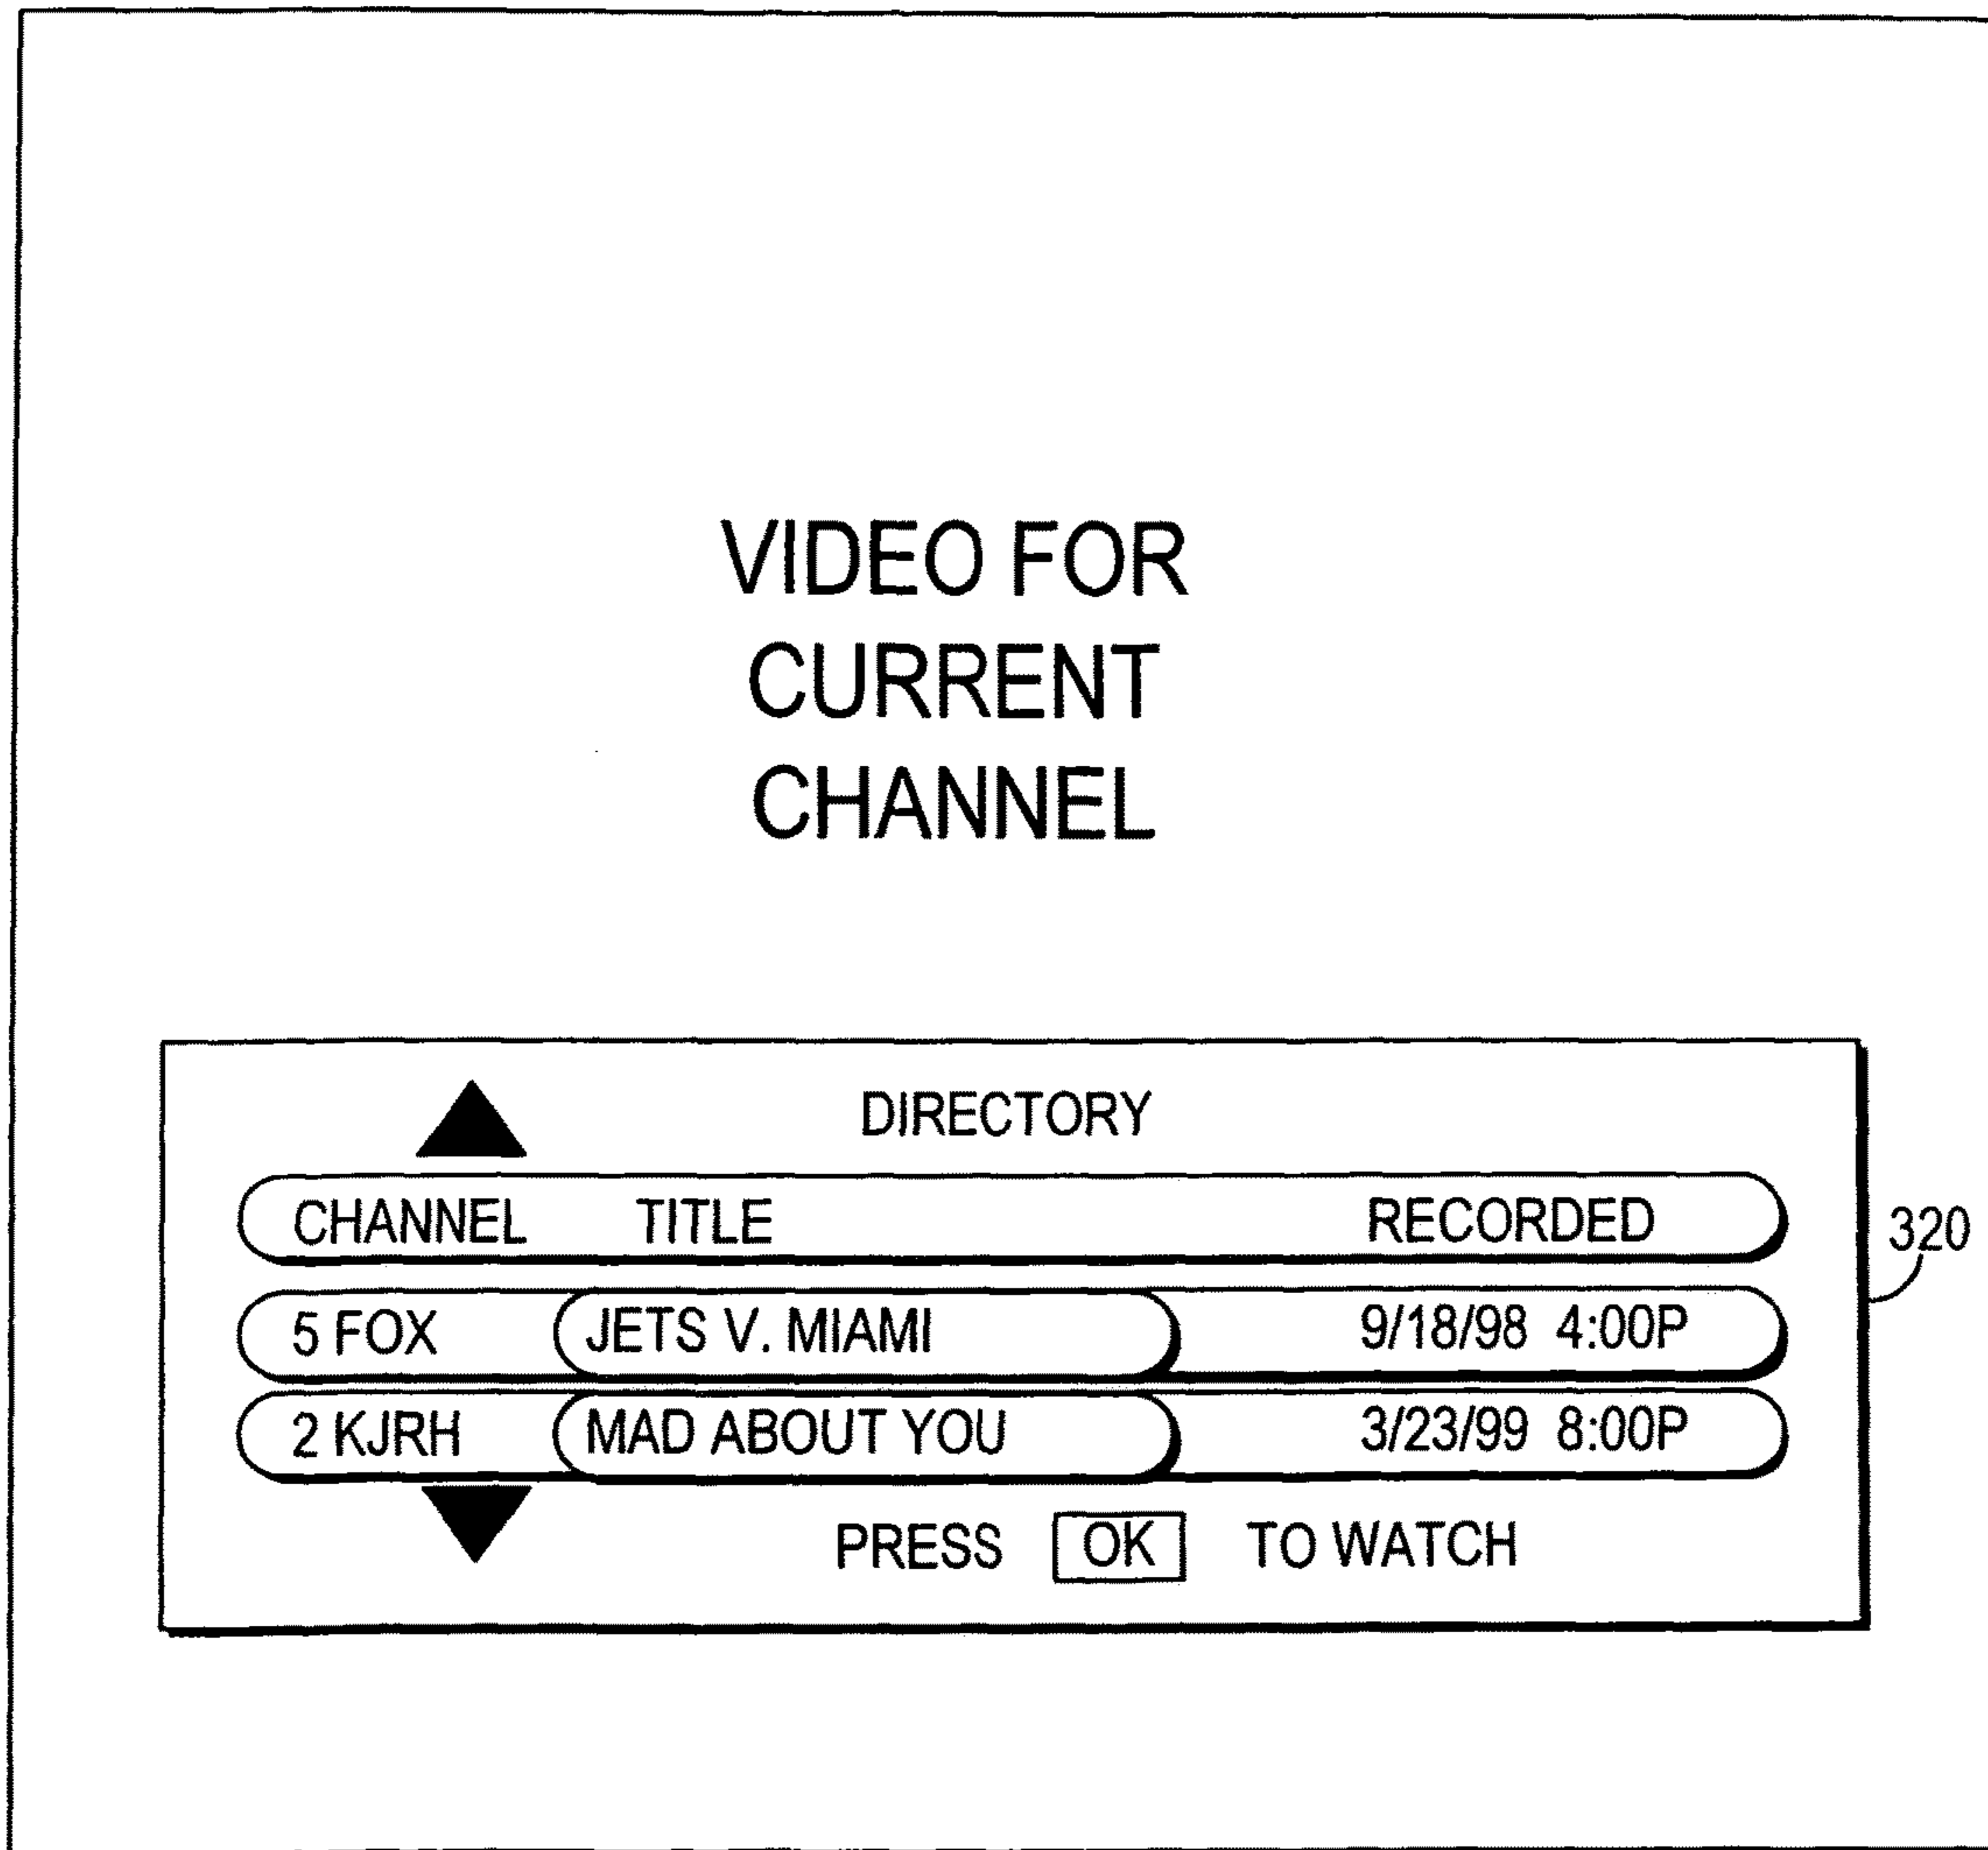 VIDEO FOR
CURRENT
CHANNEL
DIRECTORY
CHANNEL TITLE RECORDED
320
5 FOX JETS V. MIAMI 9/18/98 4:00P
2 KJRH MAD ABOUT YOU 3/23/99 8:00P
PRESS OK TO WATCH